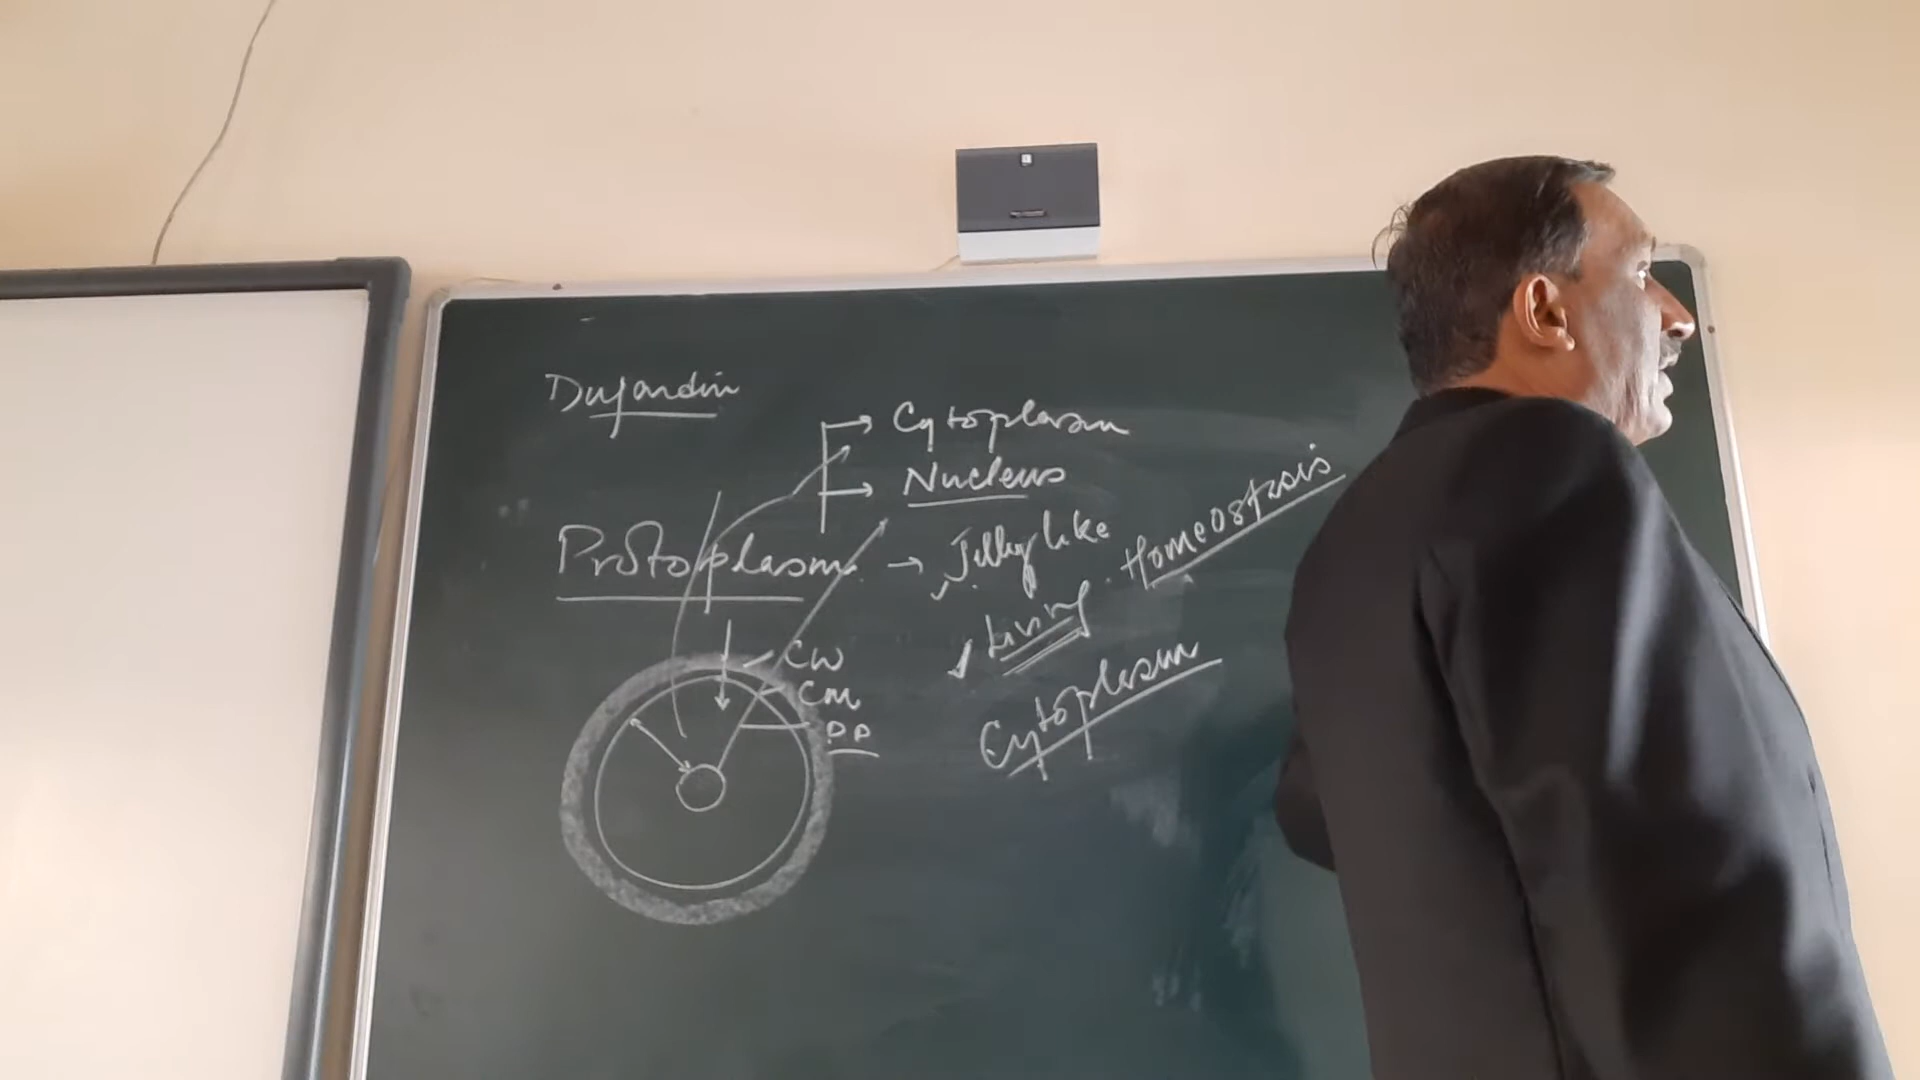 Dujardin
Cytoplasm
Nucleus
Protoplasm → Jelly like
Living . Homeostasis
CW
CM
PP
Cytoplasm